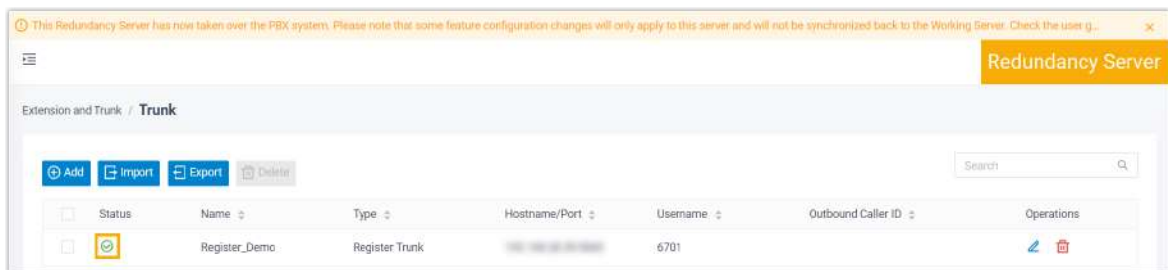 This Redundancy Server has now taken over the PBX system. Please note that some feature configuration changes will only apply to this server and will not be synchronized back to the Working Server. Check the user g...
Redundancy Server
Extension and Trunk / Trunk
Add Import Export Delete Search
Status Name Type Hostname/Port Username Outbound Caller ID Operations
Register_Demo Register Trunk 6701